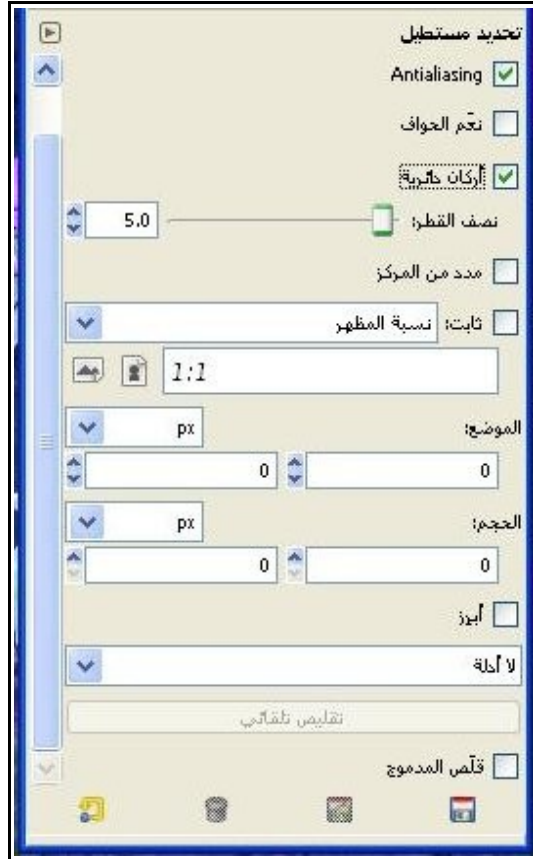 تحديد مستطيل
Antialiasing
نعّم الحواف
أركان دائرية
نصف القطر: 5.0
مدد من المركز
ثابت: نسبة المظهر
1:1
الموضع: px
0 0
الحجم: px
0 0
أبرز
لا أدلة
تقليص تلقائي
قلّص المدموج